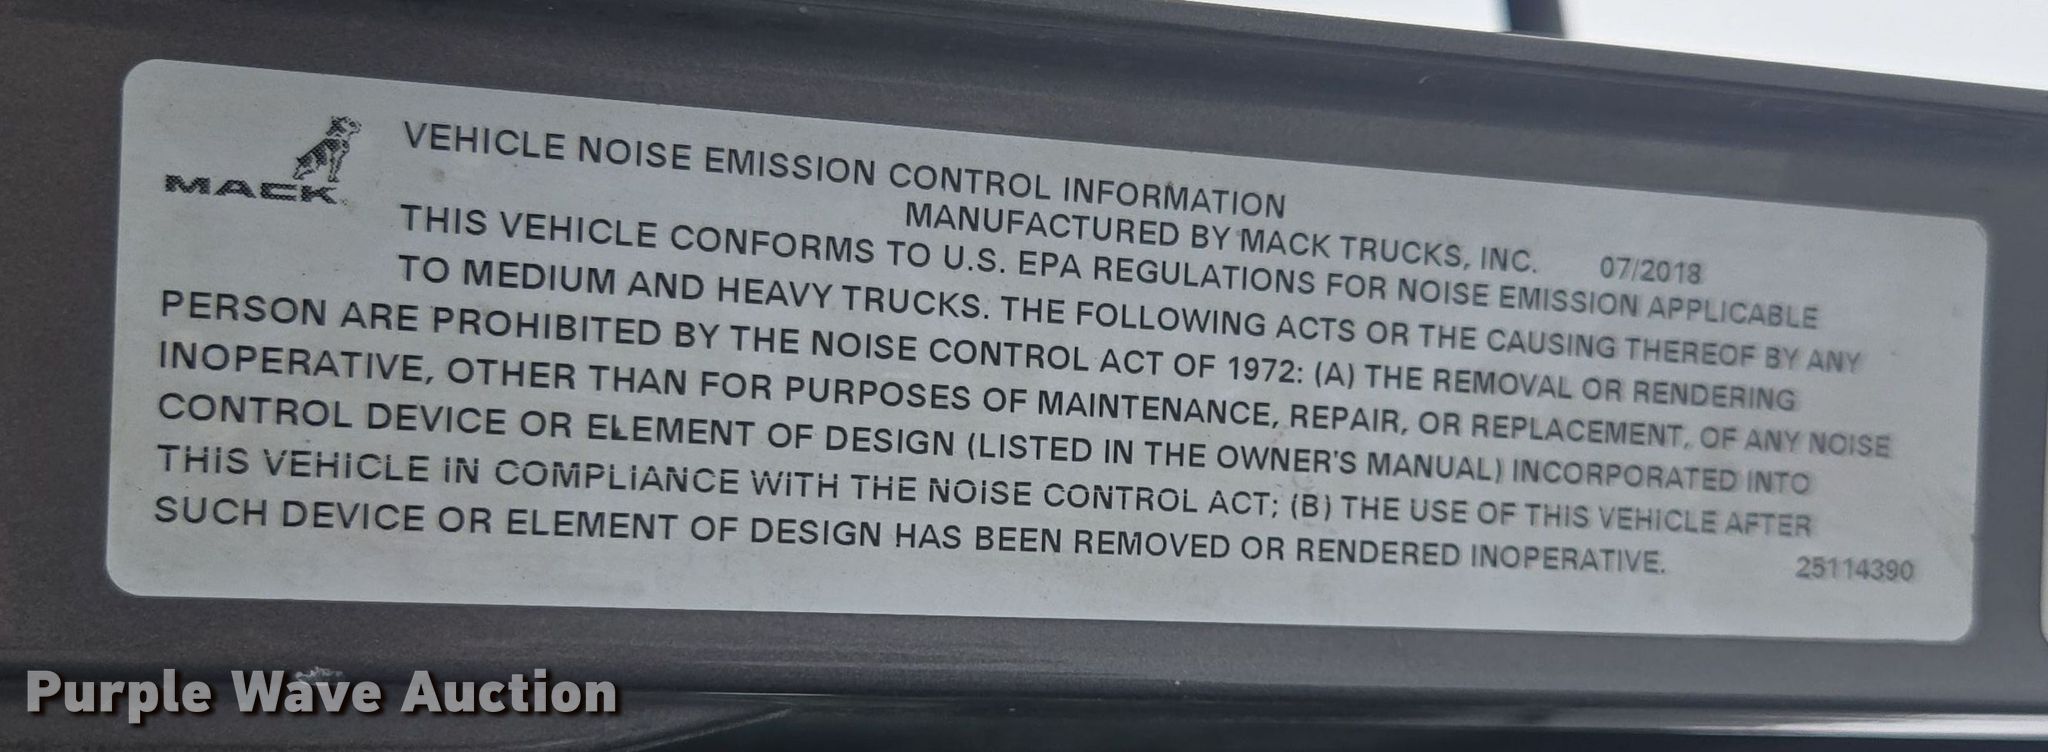 MACK
VEHICLE NOISE EMISSION CONTROL INFORMATION
MANUFACTURED BY MACK TRUCKS, INC. 07/2018
THIS VEHICLE CONFORMS TO U.S. EPA REGULATIONS FOR NOISE EMISSION APPLICABLE
TO MEDIUM AND HEAVY TRUCKS. THE FOLLOWING ACTS OR THE CAUSING THEREOF BY ANY
PERSON ARE PROHIBITED BY THE NOISE CONTROL ACT OF 1972: (A) THE REMOVAL OR RENDERING
INOPERATIVE, OTHER THAN FOR PURPOSES OF MAINTENANCE, REPAIR, OR REPLACEMENT, OF ANY NOISE
CONTROL DEVICE OR ELEMENT OF DESIGN (LISTED IN THE OWNER'S MANUAL) INCORPORATED INTO
THIS VEHICLE IN COMPLIANCE WITH THE NOISE CONTROL ACT; (B) THE USE OF THIS VEHICLE AFTER
SUCH DEVICE OR ELEMENT OF DESIGN HAS BEEN REMOVED OR RENDERED INOPERATIVE. 25114390
Purple Wave Auction